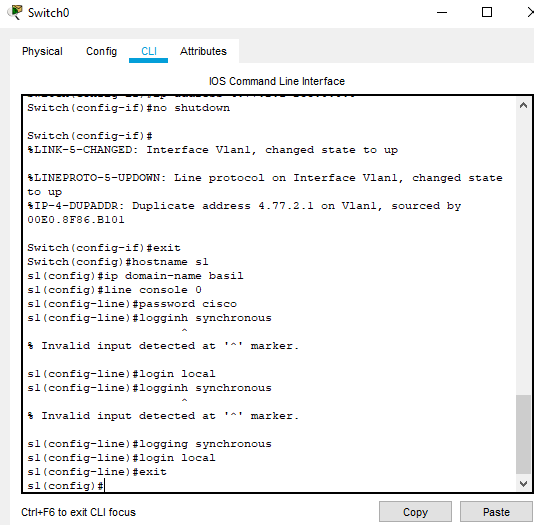 Switch0
Physical Config CLI Attributes
IOS Command Line Interface
Switch(config-if)#no shutdown
Switch(config-if)#
%LINK-5-CHANGED: Interface Vlan1, changed state to up
%LINEPROTO-5-UPDOWN: Line protocol on Interface Vlan1, changed state
to up
%IP-4-DUPADDR: Duplicate address 4.77.2.1 on Vlan1, sourced by
00E0.8F86.B101
Switch(config-if)#exit
Switch(config)#hostname s1
s1(config)#ip domain-name basil
s1(config)#line console 0
s1(config-line)#password cisco
s1(config-line)#logginh synchronous
^
% Invalid input detected at '^' marker.
s1(config-line)#login local
s1(config-line)#logginh synchronous
^
% Invalid input detected at '^' marker.
s1(config-line)#logging synchronous
s1(config-line)#login local
s1(config-line)#exit
s1(config)#
Ctrl+F6 to exit CLI focus
Copy Paste